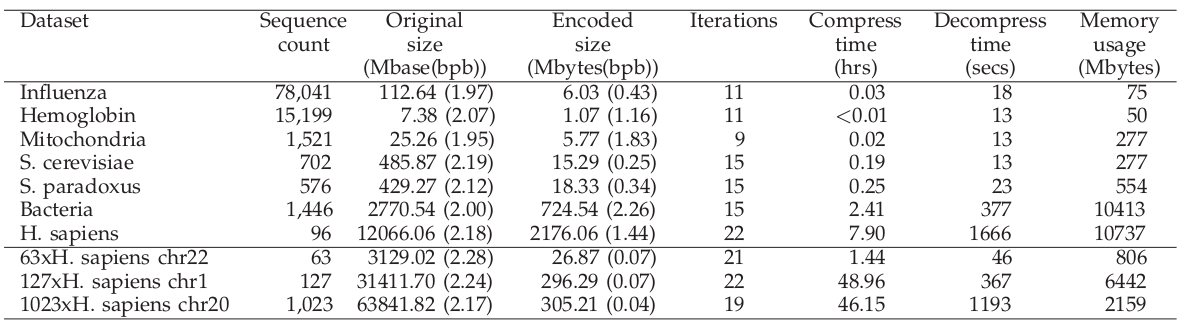 Dataset Sequence Original Encoded Iterations Compress Decompress Memory
count size size time time usage
(Mbase(bpb)) (Mbytes(bpb)) (hrs) (secs) (Mbytes)
Influenza 78,041 112.64 (1.97) 6.03 (0.43) 11 0.03 18 75
Hemoglobin 15,199 7.38 (2.07) 1.07 (1.16) 11 <0.01 13 50
Mitochondria 1,521 25.26 (1.95) 5.77 (1.83) 9 0.02 13 277
S. cerevisiae 702 485.87 (2.19) 15.29 (0.25) 15 0.19 13 277
S. paradoxus 576 429.27 (2.12) 18.33 (0.34) 15 0.25 23 554
Bacteria 1,446 2770.54 (2.00) 724.54 (2.26) 15 2.41 377 10413
H. sapiens 96 12066.06 (2.18) 2176.06 (1.44) 22 7.90 1666 10737
63xH. sapiens chr22 63 3129.02 (2.28) 26.87 (0.07) 21 1.44 46 806
127xH. sapiens chr1 127 31411.70 (2.24) 296.29 (0.07) 22 48.96 367 6442
1023xH. sapiens chr20 1,023 63841.82 (2.17) 305.21 (0.04) 19 46.15 1193 2159